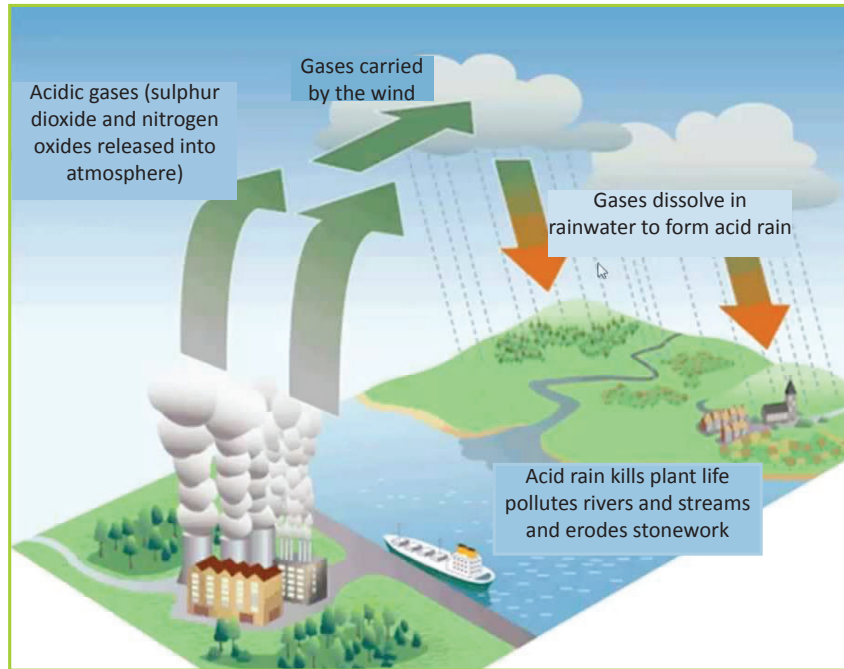 Acidic gases (sulphur
dioxide and nitrogen
oxides released into
atmosphere)
Gases carried
by the wind
Gases dissolve in
rainwater to form acid rain
Acid rain kills plant life
pollutes rivers and streams
and erodes stonework